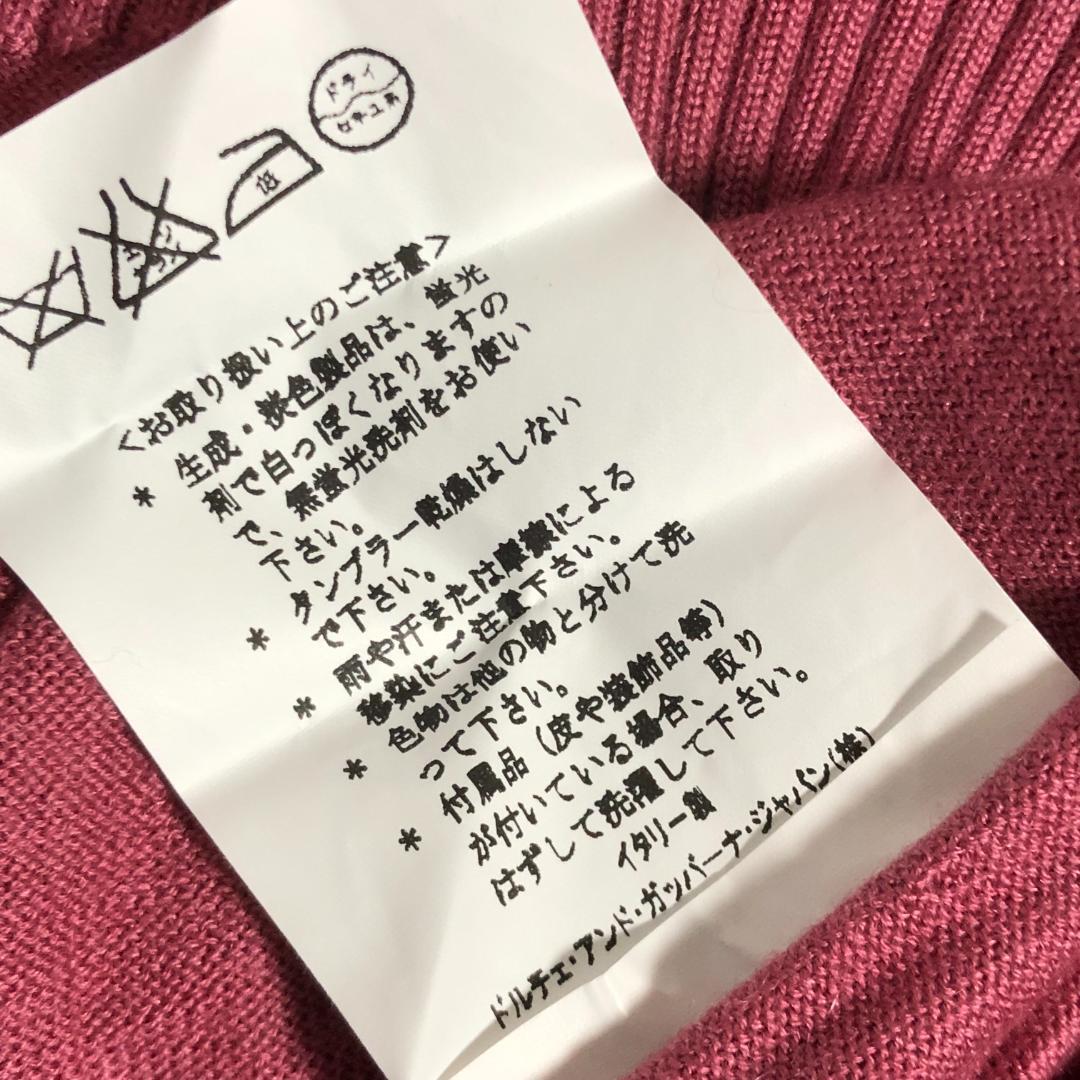 ドライ
セキユ系
低
<お取り扱い上のご注意>
* 生成・淡色製品は、蛍光
剤で白っぽくなりますの
で、無蛍光洗剤をお使い
下さい。
* タンブラー乾燥はしない
で下さい。
* 雨や汗または摩擦による
移染にご注意下さい。
* 色物は他の物と分けて洗
って下さい。
* 付属品（皮や装飾品等）
が付いている場合、取り
はずして洗濯して下さい。
イタリー製
ドルチェ・アンド・ガッバーナ・ジャパン(株)